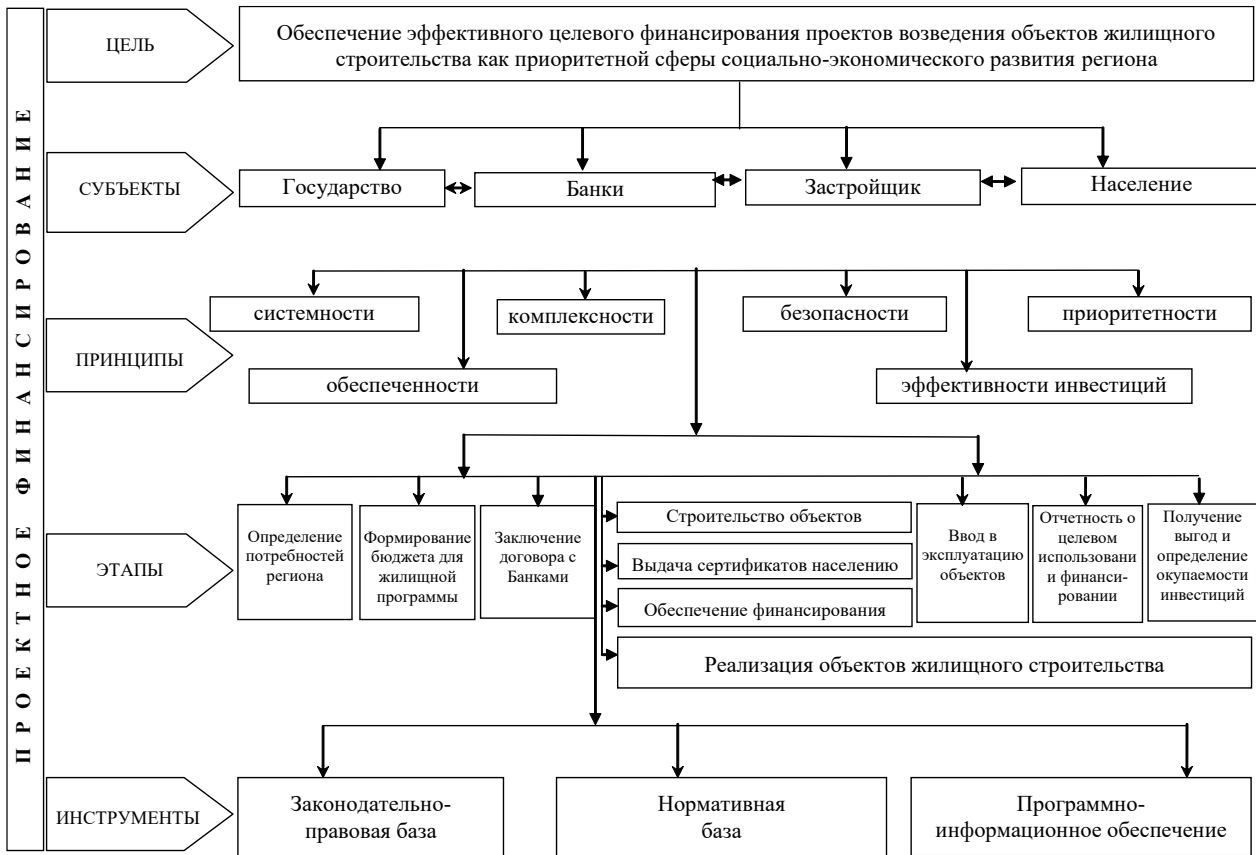 ПРОЕКТНОЕ ФИНАНСИРОВАНИЕ
ЦЕЛЬ
Обеспечение эффективного целевого финансирования проектов возведения объектов жилищного
строительства как приоритетной сферы социально-экономического развития региона
СУБЪЕКТЫ
Государство
Банки
Застройщик
Население
ПРИНЦИПЫ
системности
комплексности
безопасности
приоритетности
обеспеченности
эффективности инвестиций
ЭТАПЫ
Определение
потребностей
региона
Формирование
бюджета для
жилищной
программы
Заключение
договора с
Банками
Строительство объектов
Выдача сертификатов населению
Обеспечение финансирования
Реализация объектов жилищного строительства
Ввод в
эксплуатацию
объектов
Отчетность о
целевом
использовани
и финанси-
ровании
Получение
выгод и
определение
окупаемости
инвестиций
ИНСТРУМЕНТЫ
Законодательно-
правовая база
Нормативная
база
Программно-
информационное обеспечение